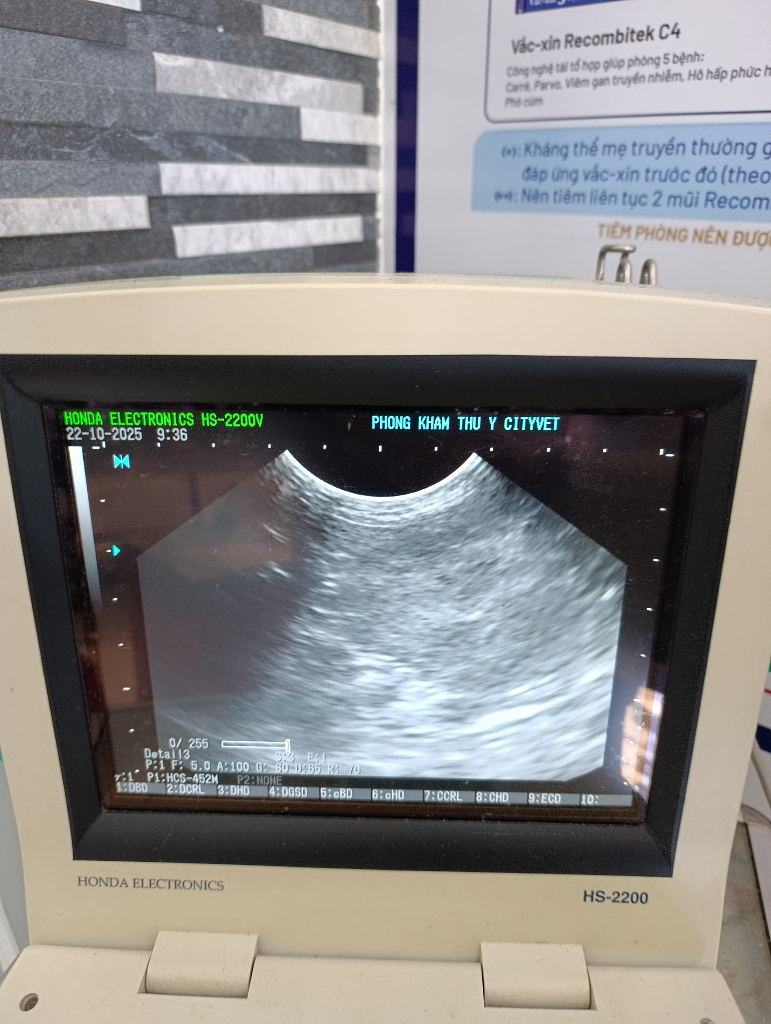 Vắc-xin Recombitek C4
Công nghệ tái tổ hợp giúp phòng 5 bệnh:
Carré, Parvo, Viêm gan truyền nhiễm, Hô hấp phức h
Phó cúm
(*): Kháng thể mẹ truyền thường g
đáp ứng vắc-xin trước đó (theo
(**): Nên tiêm liên tục 2 mũi Recom
TIÊM PHÒNG NÊN ĐƯỢ
HONDA ELECTRONICS HS-2200V
PHONG KHAM THU Y CITYVET
22-10-2025 9:36
0/ 255
Detail3
P:1 F: 5.0 A:100 G: 80 D:65 R: 70
P1:HCS-452M P2:NONE
1:DBD 2:DCRL 3:DHD 4:DGSD 5:cBD 6:cHD 7:CCRL 8:CHD 9:ECD 10:
HONDA ELECTRONICS
HS-2200